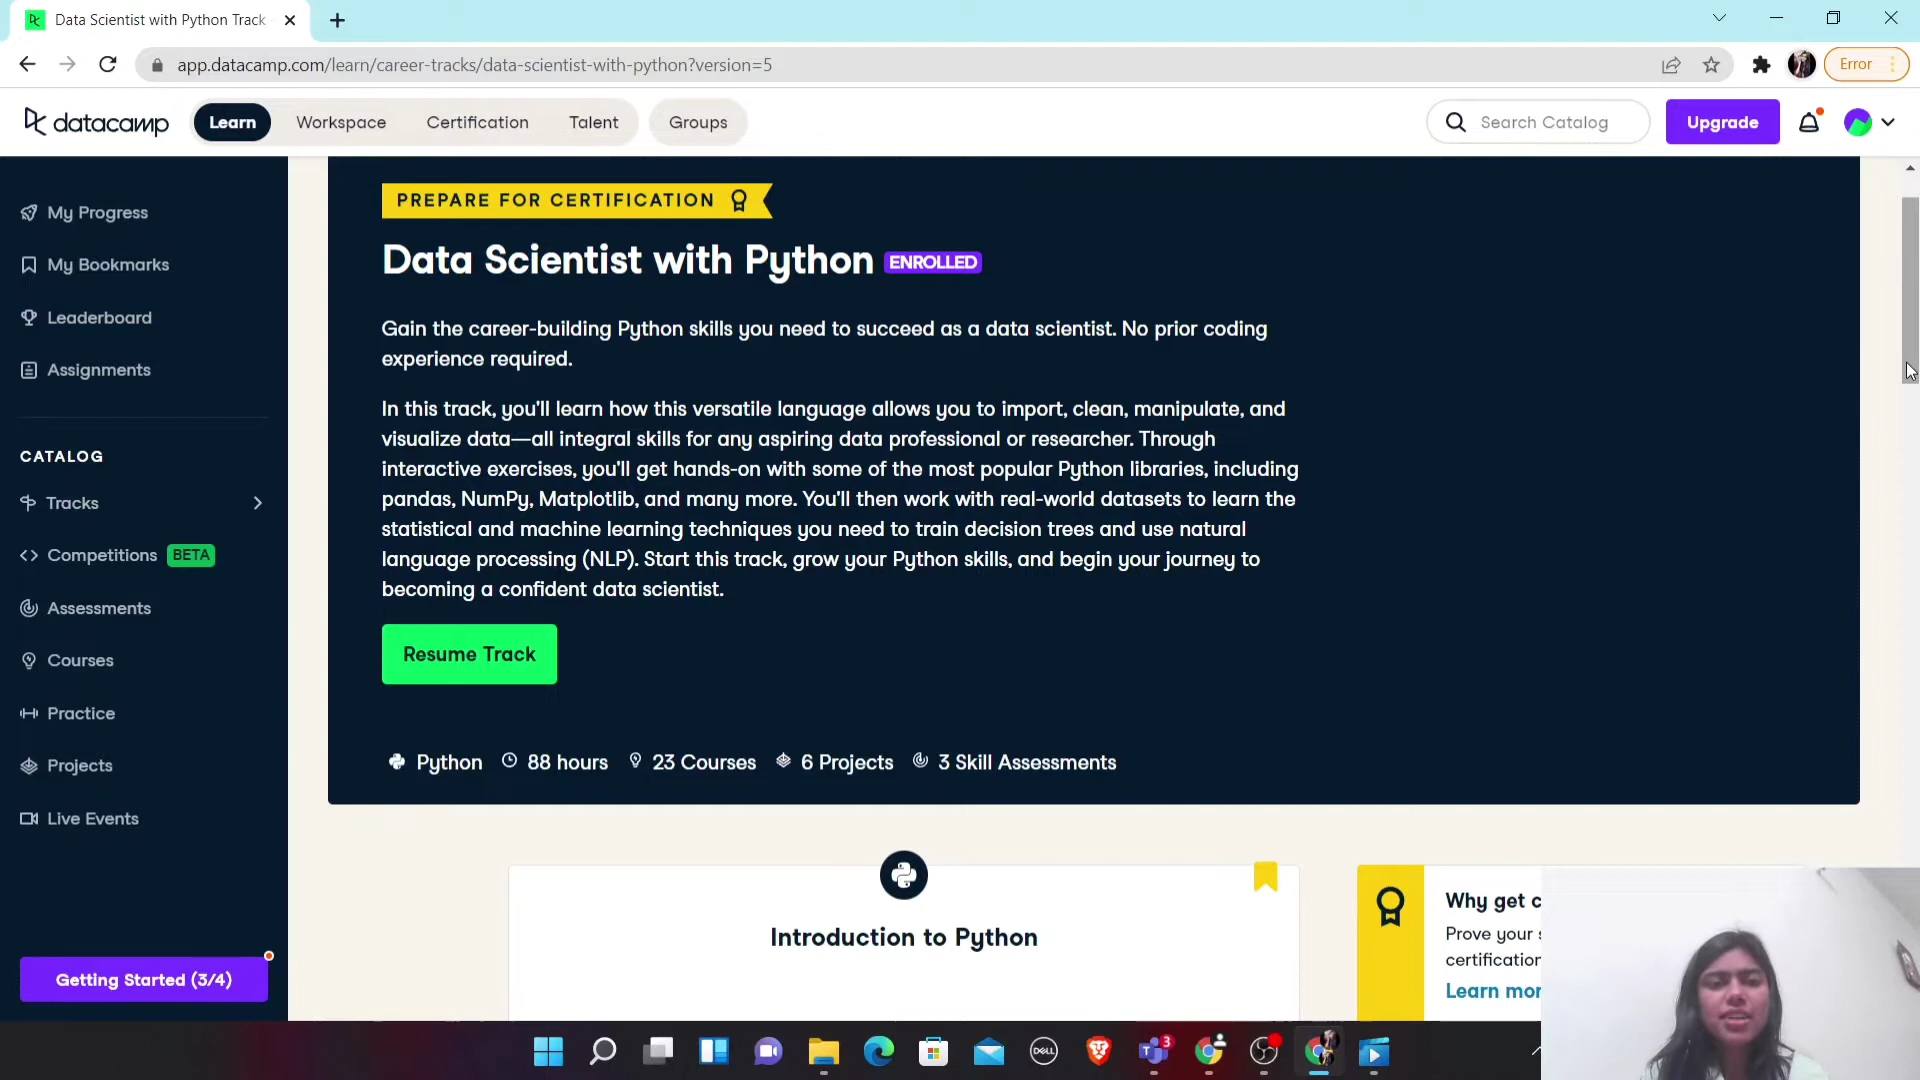 Data Scientist with Python Track
app.datacamp.com/learn/career-tracks/data-scientist-with-python?version=5
Error
datacamp
Learn
Workspace
Certification
Talent
Groups
Search Catalog
Upgrade
My Progress
My Bookmarks
Leaderboard
Assignments
CATALOG
Tracks
Competitions BETA
Assessments
Courses
Practice
Projects
Live Events
Getting Started (3/4)
PREPARE FOR CERTIFICATION
Data Scientist with Python ENROLLED
Gain the career-building Python skills you need to succeed as a data scientist. No prior coding
experience required.
In this track, you'll learn how this versatile language allows you to import, clean, manipulate, and
visualize data—all integral skills for any aspiring data professional or researcher. Through
interactive exercises, you'll get hands-on with some of the most popular Python libraries, including
pandas, NumPy, Matplotlib, and many more. You'll then work with real-world datasets to learn the
statistical and machine learning techniques you need to train decision trees and use natural
language processing (NLP). Start this track, grow your Python skills, and begin your journey to
becoming a confident data scientist.
Resume Track
Python 88 hours 23 Courses 6 Projects 3 Skill Assessments
Introduction to Python
Why get c
Prove your
certification
Learn mor
DELL
3